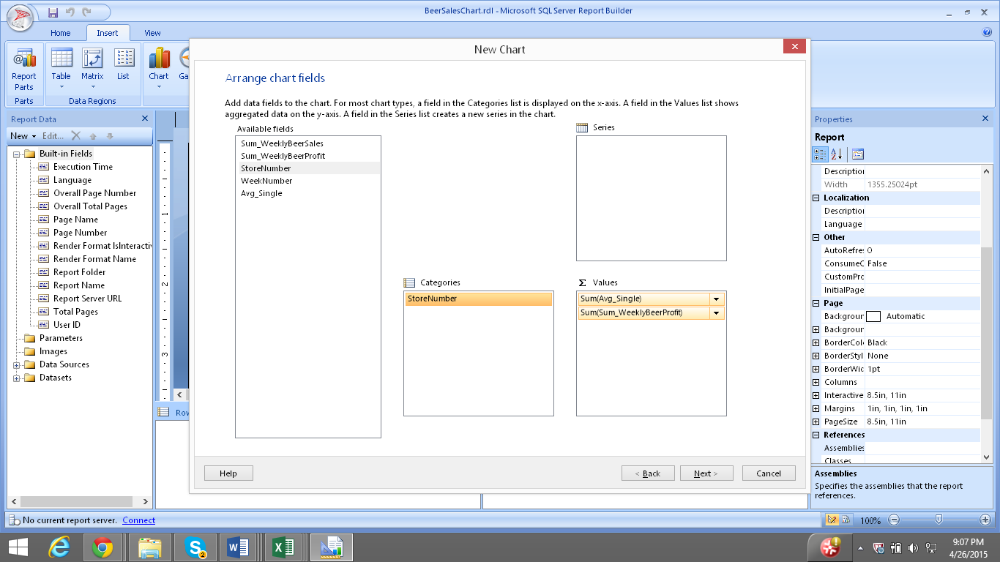 BeerSalesChart.rdl - Microsoft SQL Server Report Builder
Home Insert View
Report Parts
Table
Matrix
List
Chart
Ga
Parts
Data Regions
New Chart
Arrange chart fields
Add data fields to the chart. For most chart types, a field in the Categories list is displayed on the x-axis. A field in the Values list shows
aggregated data on the y-axis. A field in the Series list creates a new series in the chart.
Available fields
Sum_WeeklyBeerSales
Sum_WeeklyBeerProfit
StoreNumber
WeekNumber
Avg_Single
Series
Categories
StoreNumber
Σ Values
Sum(Avg_Single)
Sum(Sum_WeeklyBeerProfit)
Help
< Back
Next >
Cancel
Report Data
New
Edit...
Built-in Fields
Execution Time
Language
Overall Page Number
Overall Total Pages
Page Name
Page Number
Render Format IsInteractiv
Render Format Name
Report Folder
Report Name
Report Server URL
Total Pages
User ID
Parameters
Images
Data Sources
Datasets
1
2
3
Row
Properties
Report
Descriptio
Width 1355.25024pt
Localization
Descriptio
Language
Other
AutoRefres 0
ConsumeC False
CustomPro
InitialPage
Page
Backgroun Automatic
Backgroun
BorderColo Black
BorderStyl None
BorderWid 1pt
Columns
Interactive 8.5in, 11in
Margins 1in, 1in, 1in, 1in
PageSize 8.5in, 11in
References
Assemblies
Classes
Assemblies
Specifies the assemblies that the report
references.
No current report server. Connect
100%
2
9:07 PM
4/26/2015